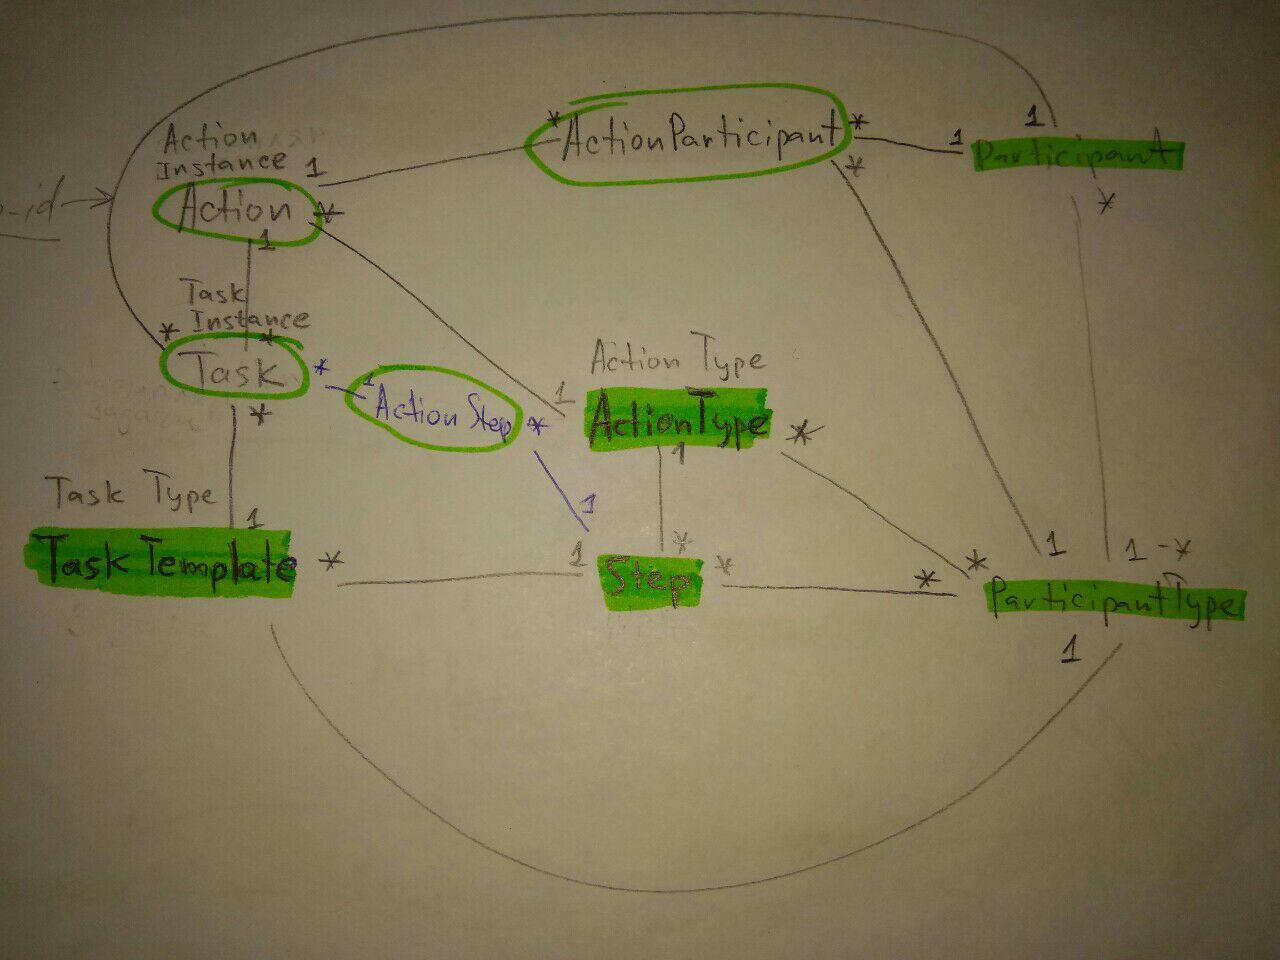 1
Action
Instance
1
*
ActionParticipant
*
1
Participant
*
*
-id
Action
*
1
Task
Instance
*
*
Task
*
1
Action Step
*
Action Type
1
ActionType
*
1
*
Task Type
1
1
TaskTemplate
*
1
Step
*
*
*
*
1
1 - *
ParticipantType
1